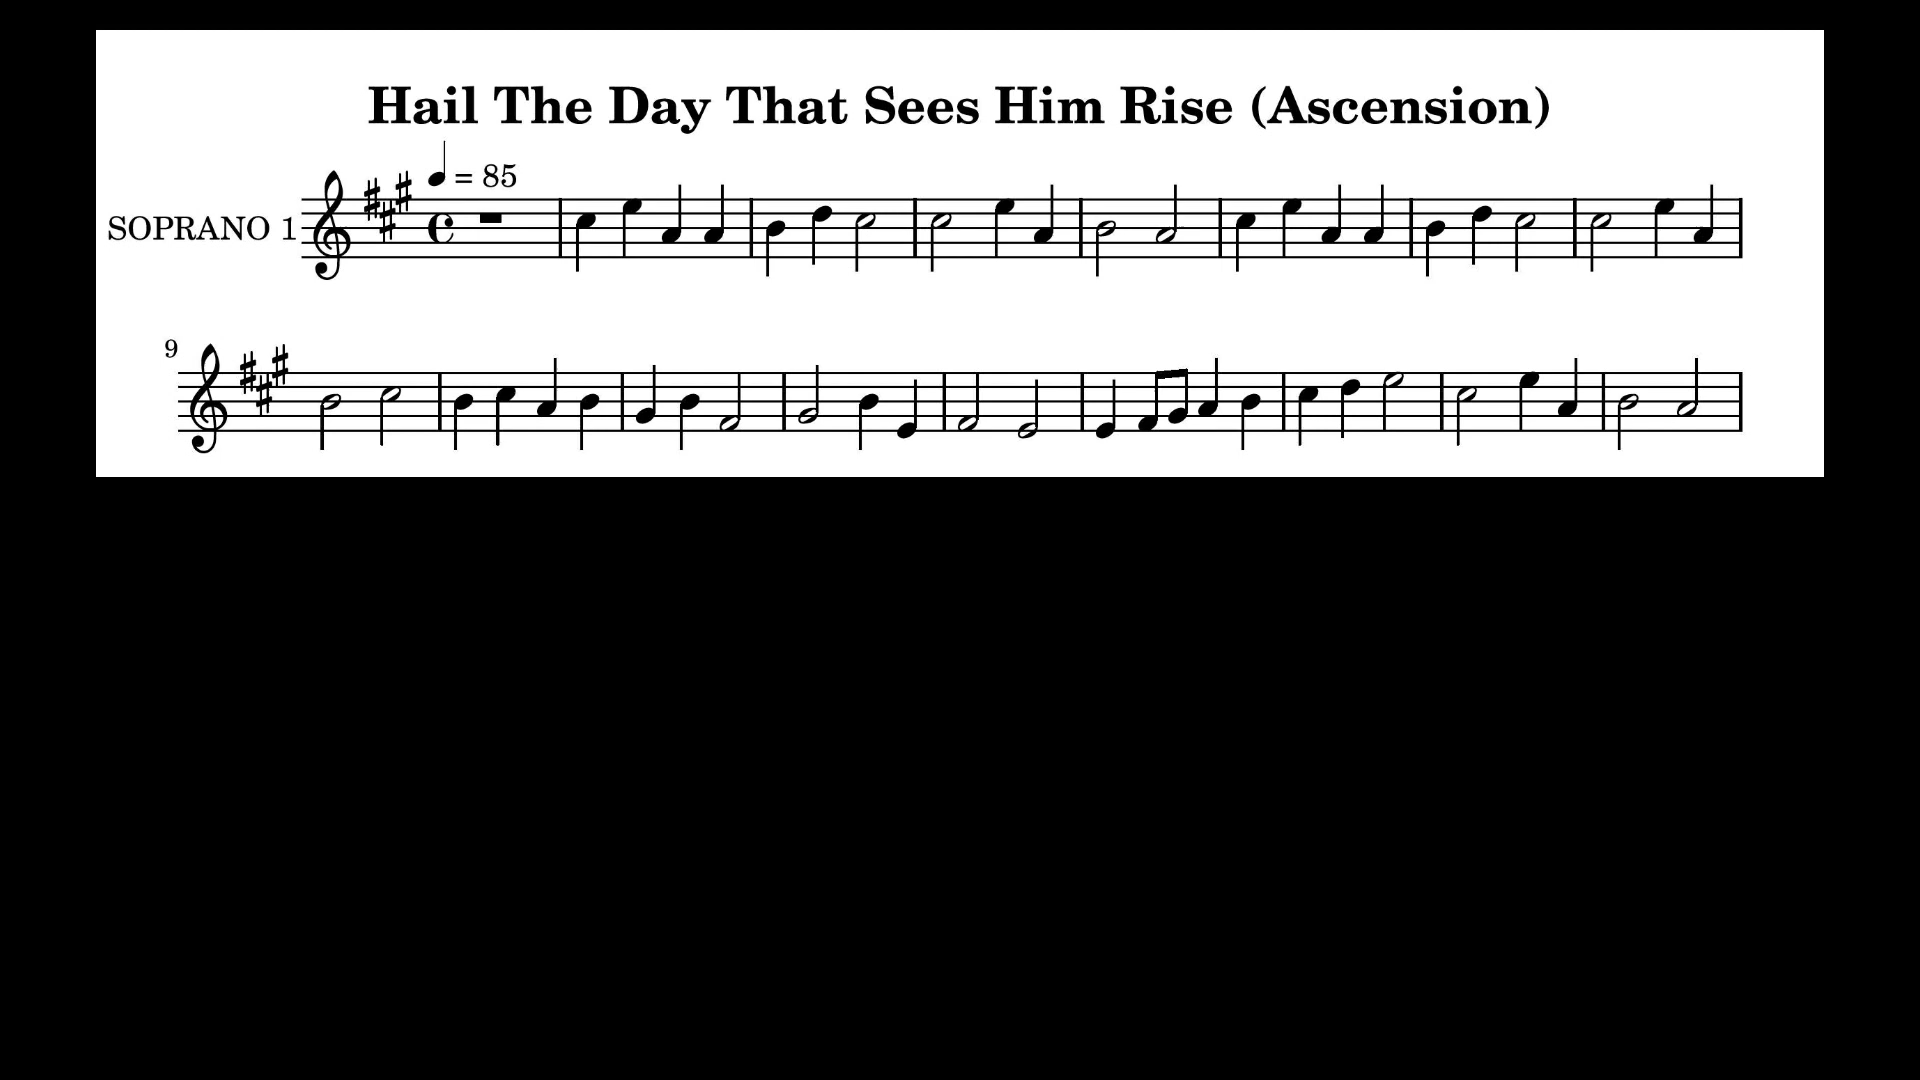 Hail The Day That Sees Him Rise (Ascension)
= 85
SOPRANO 1
9